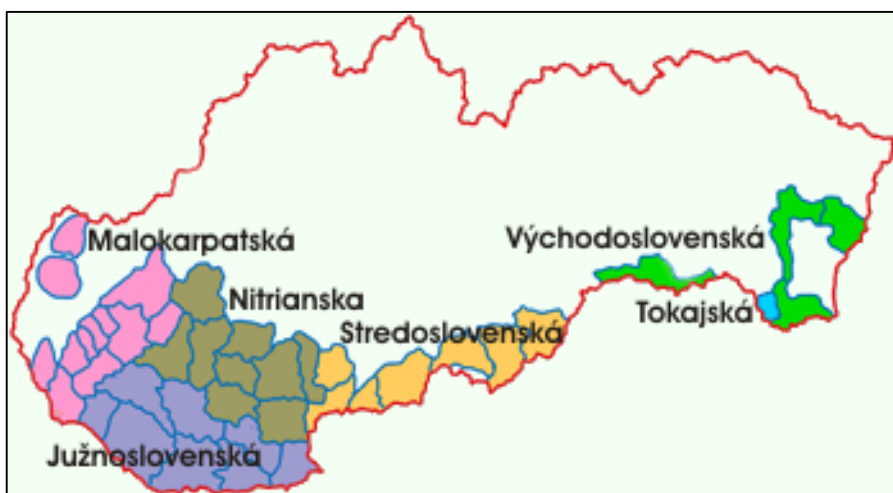 Malokarpatská
Východoslovenská
Nitrianska
Tokajská
Stredoslovenská
Južnoslovenská